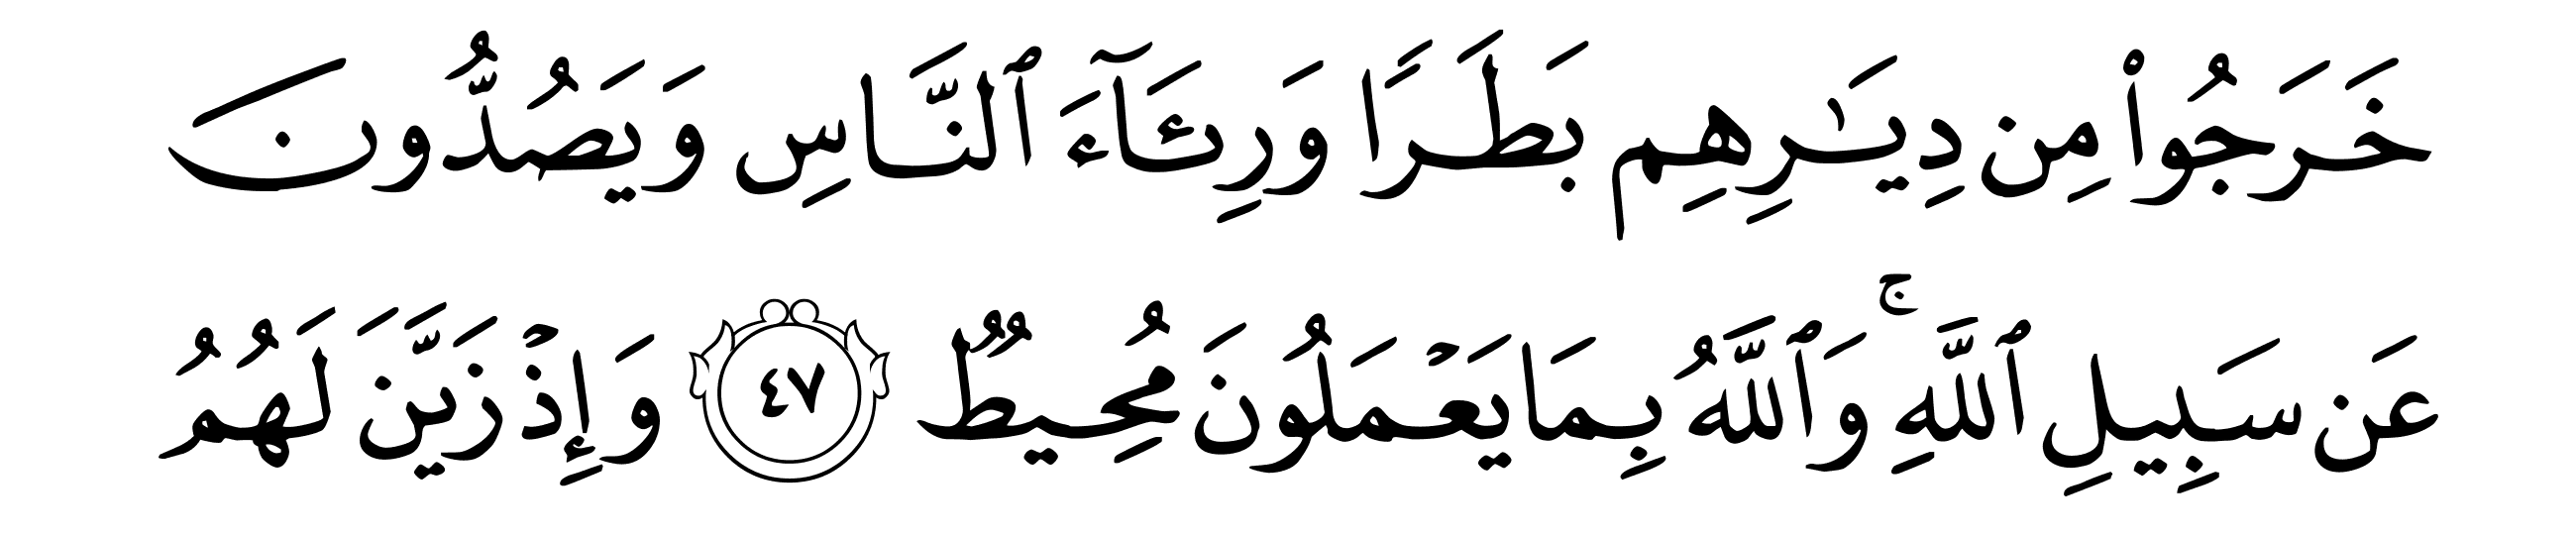 خَرَجُوا۟ مِن دِيَـٰرِهِم بَطَرًا وَرِئَآءَ ٱلنَّاسِ وَيَصُدُّونَ
عَن سَبِيلِ ٱللَّهِۚ وَٱللَّهُ بِمَا يَعْمَلُونَ مُحِيطٌ ٤٧ وَإِذْ زَيَّنَ لَهُمُ